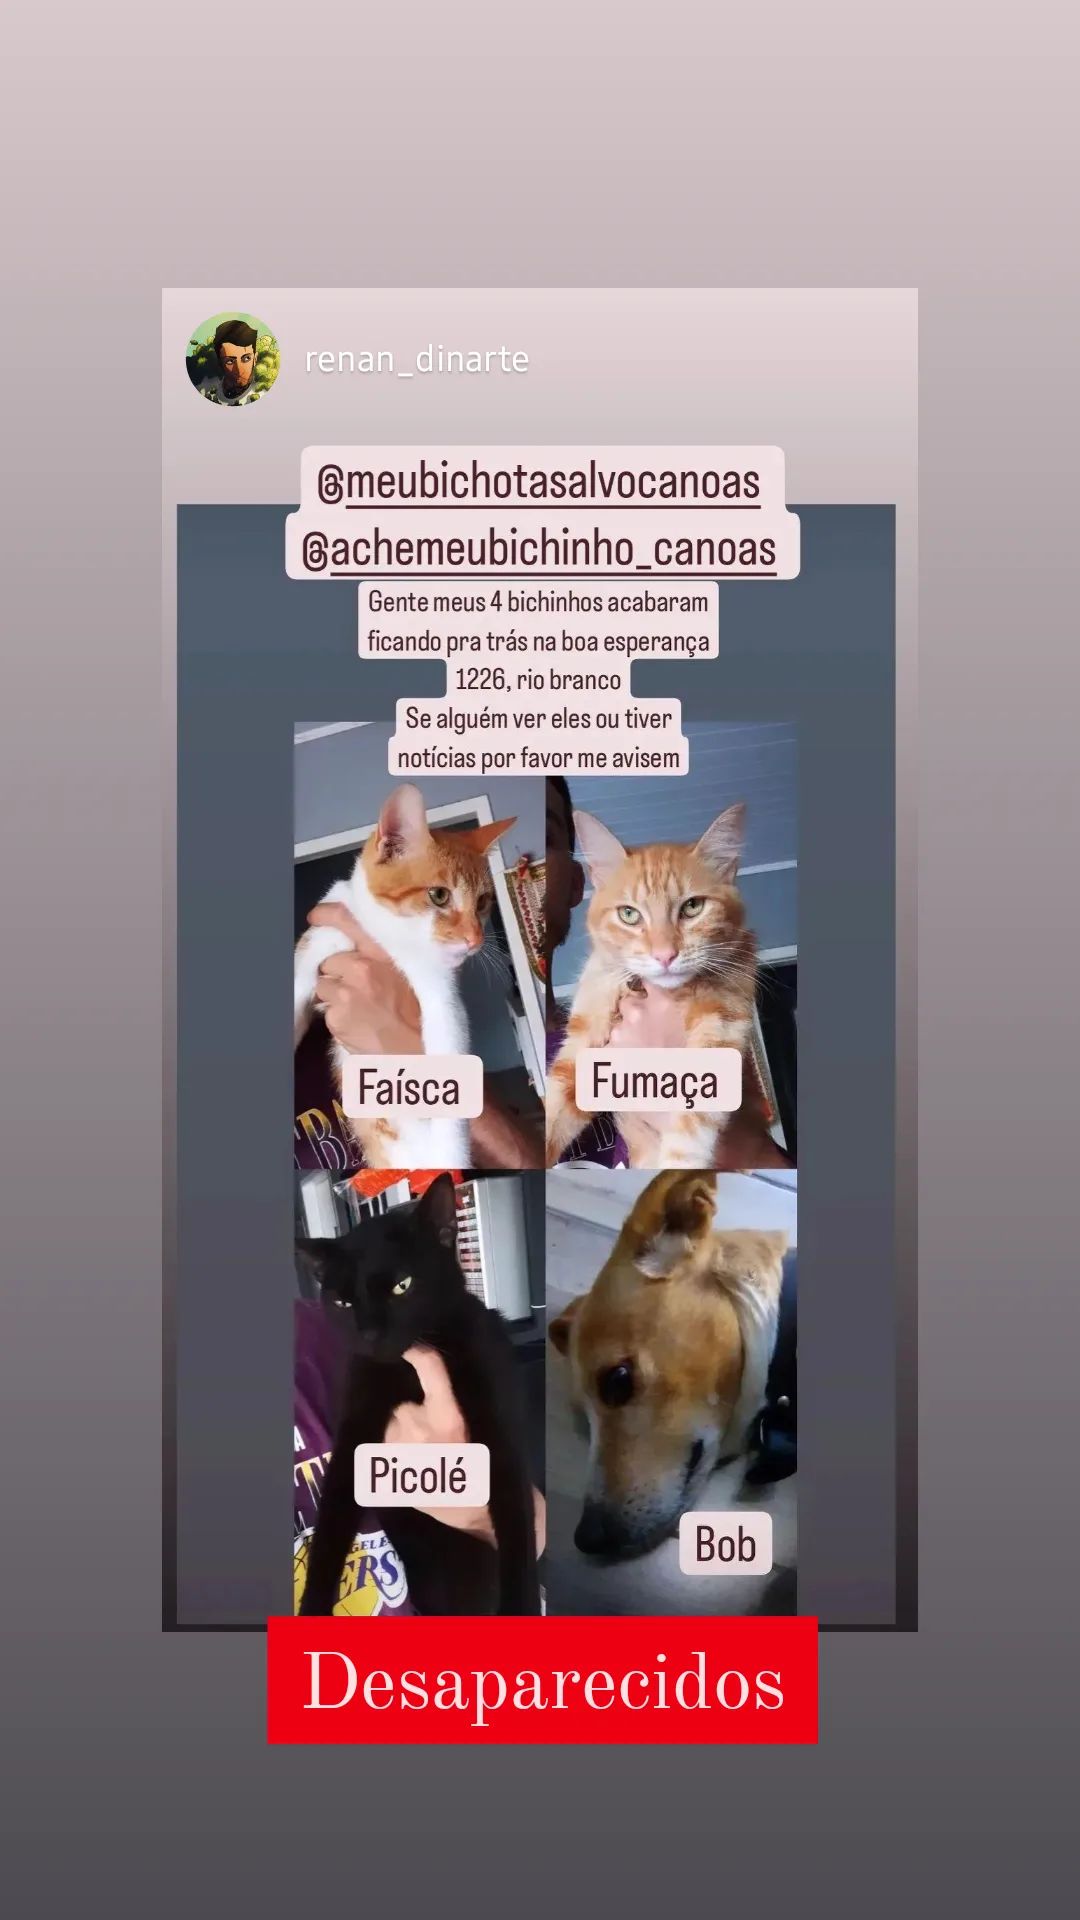 renan_dinarte
@meubichotasalvocanoas
@achemeubichinho_canoas
Gente meus 4 bichinhos acabaram
ficando pra trás na boa esperança
1226, rio branco
Se alguém ver eles ou tiver
notícias por favor me avisem
Faísca
Fumaça
Picolé
Bob
Desaparecidos